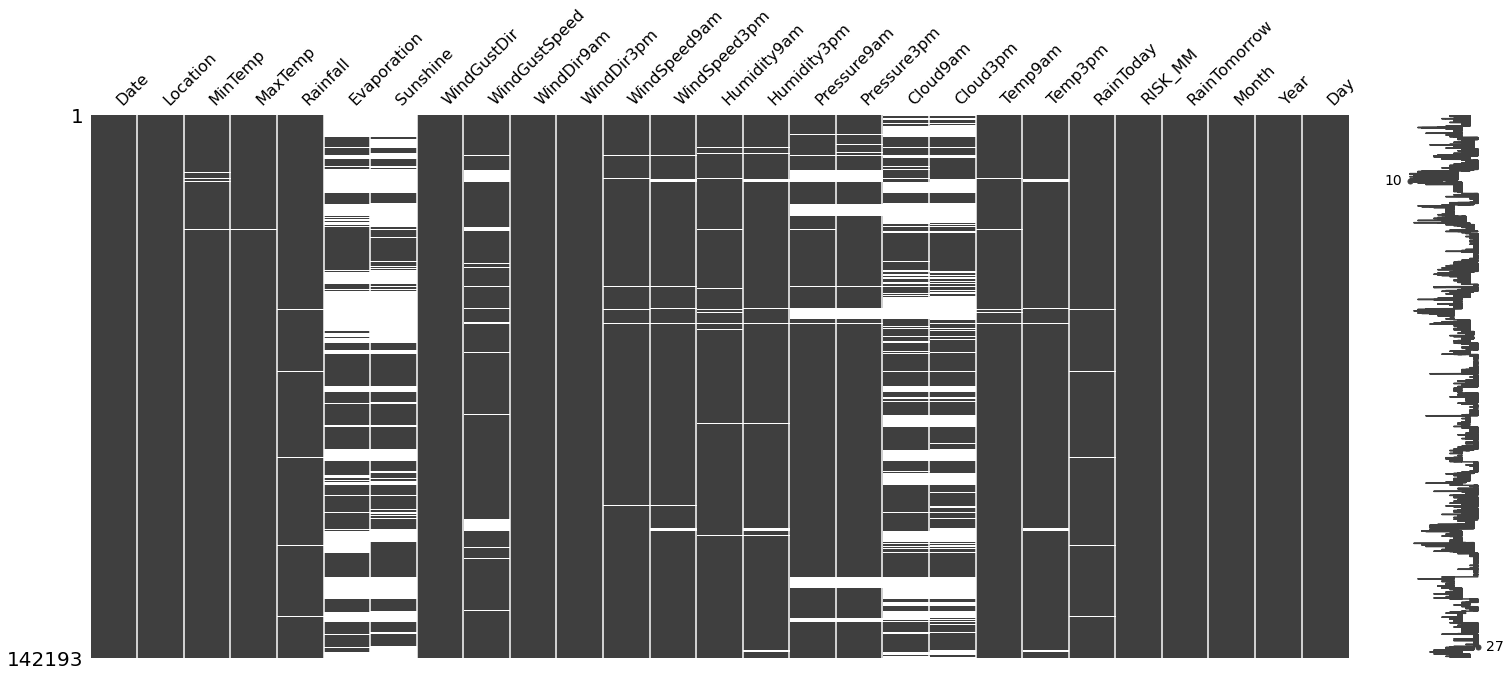 Date
Location
MinTemp
MaxTemp
Rainfall
Evaporation
Sunshine
WindGustDir
WindGustSpeed
WindDir9am
WindDir3pm
WindSpeed9am
WindSpeed3pm
Humidity9am
Humidity3pm
Pressure9am
Pressure3pm
Cloud9am
Cloud3pm
Temp9am
Temp3pm
RainToday
RISK_MM
RainTomorrow
Month
Year
Day
1
10
27
142193